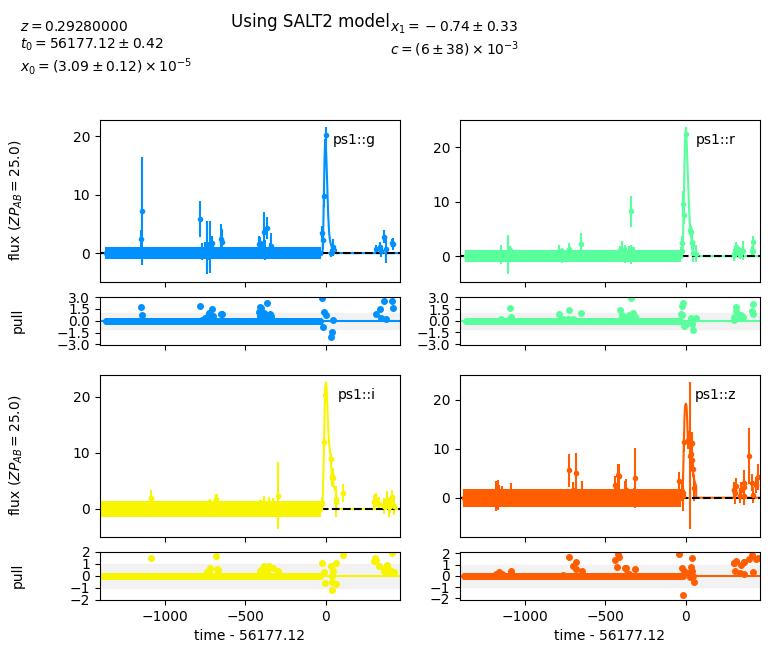 Using SALT2 model
z = 0.29280000
t₀ = 56177.12 ± 0.42
x₀ = (3.09 ± 0.12) × 10⁻⁵
x₁ = − 0.74 ± 0.33
c = (6 ± 38) × 10⁻³
ps1::g
20
10
0
flux (ZP_AB = 25.0)
ps1::r
20
10
0
3.0
1.5
0.0
−1.5
−3.0
pull
3.0
1.5
0.0
−1.5
−3.0
ps1::i
20
10
0
flux (ZP_AB = 25.0)
ps1::z
20
10
0
2
1
0
−1
−2
pull
2
1
0
−1
−2
−1000 −500 0
time - 56177.12
−1000 −500 0
time - 56177.12